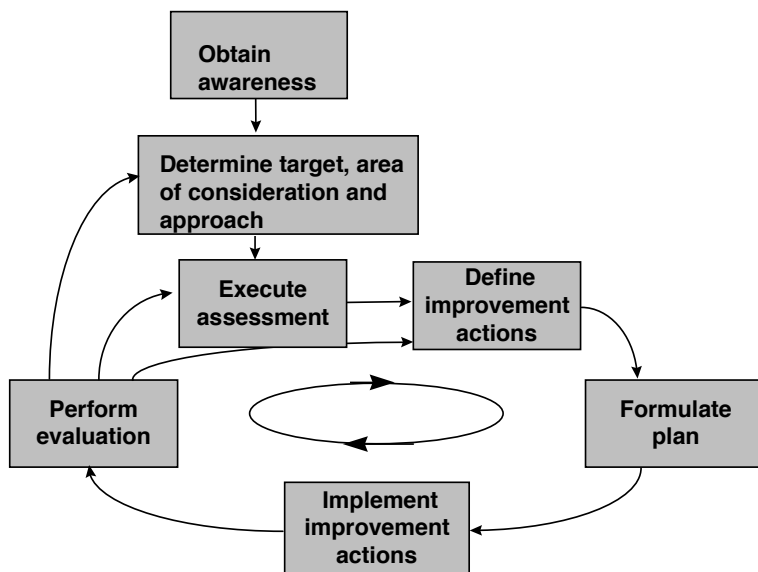 Obtain
awareness
Determine target, area
of consideration and
approach
Execute
assessment
Define
improvement
actions
Perform
evaluation
Formulate
plan
Implement
improvement
actions